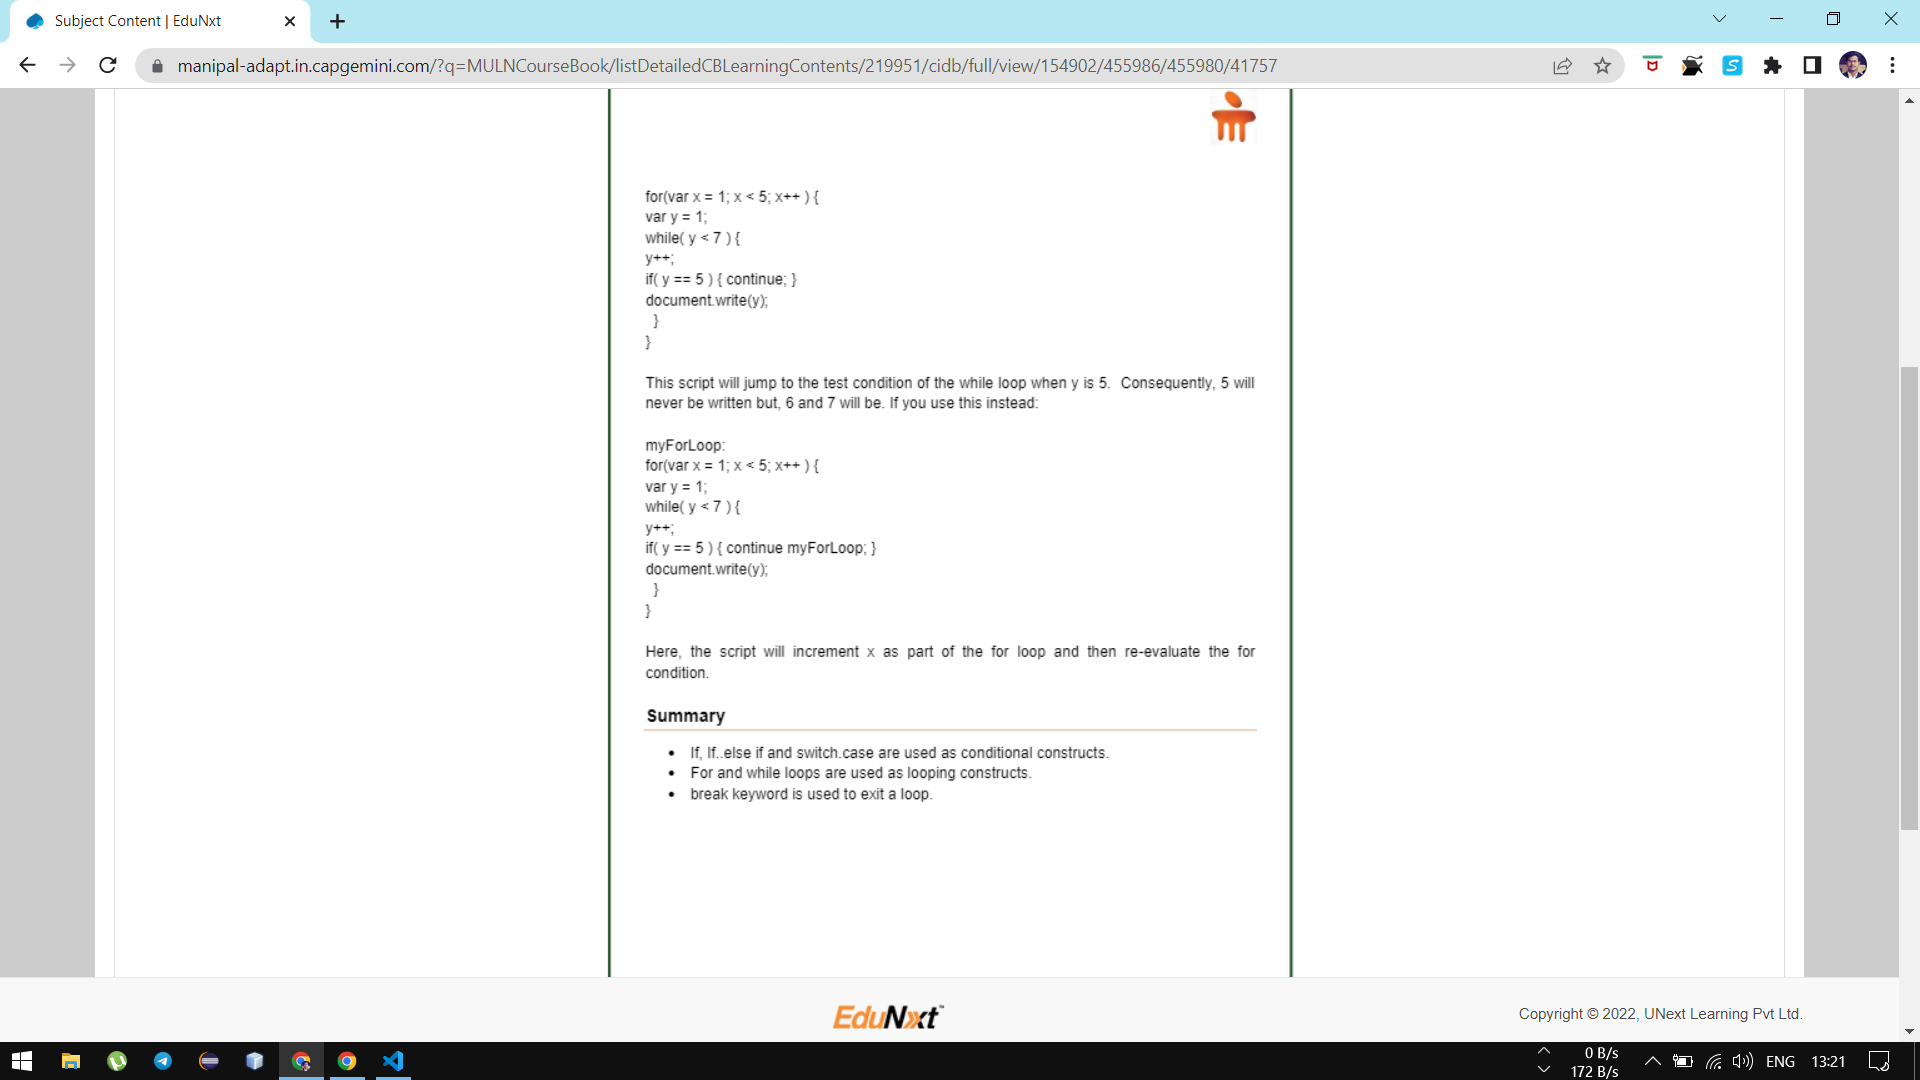 Subject Content | EduNxt
manipal-adapt.in.capgemini.com/?q=MULNCourseBook/listDetailedCBLearningContents/219951/cidb/full/view/154902/455986/455980/41757
for(var x = 1; x < 5; x++ ) {
var y = 1;
while( y < 7 ) {
y++;
if( y == 5 ) { continue; }
document.write(y);
}
}
This script will jump to the test condition of the while loop when y is 5. Consequently, 5 will
never be written but, 6 and 7 will be. If you use this instead:
myForLoop:
for(var x = 1; x < 5; x++ ) {
var y = 1;
while( y < 7 ) {
y++;
if( y == 5 ) { continue myForLoop; }
document.write(y);
}
}
Here, the script will increment x as part of the for loop and then re-evaluate the for
condition.
Summary
• If, If..else if and switch.case are used as conditional constructs.
• For and while loops are used as looping constructs.
• break keyword is used to exit a loop.
EduNxt™
Copyright © 2022, UNext Learning Pvt Ltd.
0 B/s
172 B/s
ENG
13:21